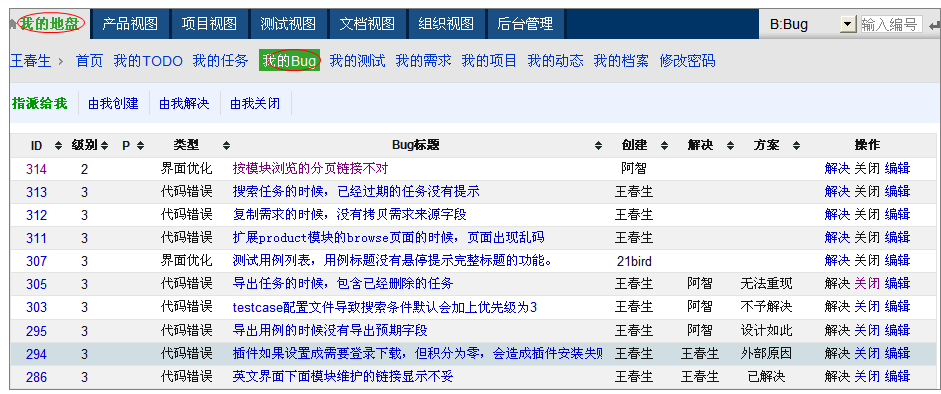 我的地盘 产品视图 项目视图 测试视图 文档视图 组织视图 后台管理 B:Bug 输入编号
王春生 › 首页 我的TODO 我的任务 我的Bug 我的测试 我的需求 我的项目 我的动态 我的档案 修改密码
指派给我 由我创建 由我解决 由我关闭
ID 级别 P 类型 Bug标题 创建 解决 方案 操作
314 2 界面优化 按模块浏览的分页链接不对 阿智 解决 关闭 编辑
313 3 代码错误 搜索任务的时候，已经过期的任务没有提示 王春生 解决 关闭 编辑
312 3 代码错误 复制需求的时候，没有拷贝需求来源字段 王春生 解决 关闭 编辑
311 3 代码错误 扩展product模块的browse页面的时候，页面出现乱码 王春生 解决 关闭 编辑
307 3 界面优化 测试用例列表，用例标题没有悬停提示完整标题的功能。 21bird 解决 关闭 编辑
305 3 代码错误 导出任务的时候，包含已经删除的任务 王春生 阿智 无法重现 解决 关闭 编辑
303 3 代码错误 testcase配置文件导致搜索条件默认会加上优先级为3 王春生 阿智 不予解决 解决 关闭 编辑
295 3 代码错误 导出用例的时候没有导出预期字段 王春生 阿智 设计如此 解决 关闭 编辑
294 3 代码错误 插件如果设置成需要登录下载，但积分为零，会造成插件安装失败 王春生 王春生 外部原因 解决 关闭 编辑
286 3 代码错误 英文界面下面模块维护的链接显示不妥 王春生 王春生 已解决 解决 关闭 编辑